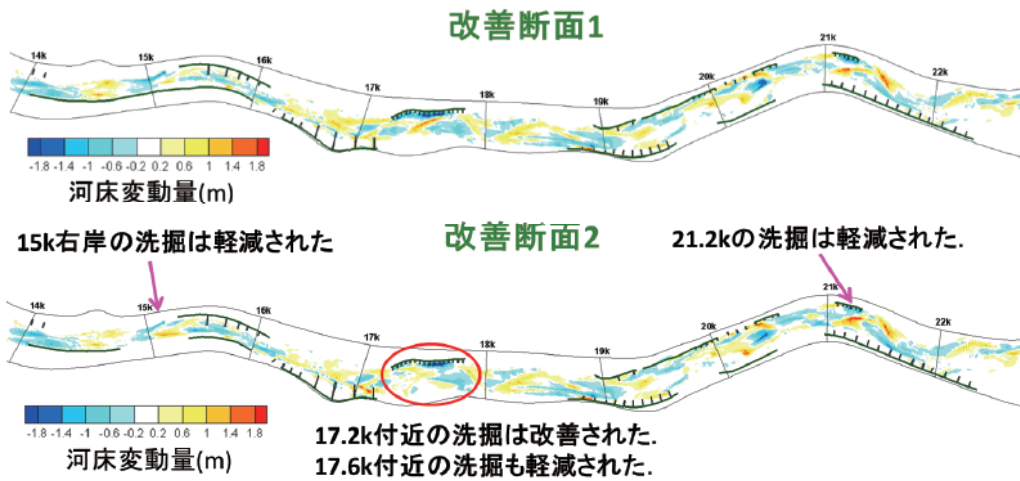 改善断面1
14k
15k
16k
17k
18k
19k
20k
21k
22k
-1.8 -1.4 -1 -0.6 -0.2 0.2 0.6 1 1.4 1.8
河床変動量(m)
改善断面2
15k右岸の洗掘は軽減された
21.2kの洗掘は軽減された.
14k
15k
16k
17k
18k
19k
20k
21k
22k
-1.8 -1.4 -1 -0.6 -0.2 0.2 0.6 1 1.4 1.8
河床変動量(m)
17.2k付近の洗掘は改善された.
17.6k付近の洗掘も軽減された.